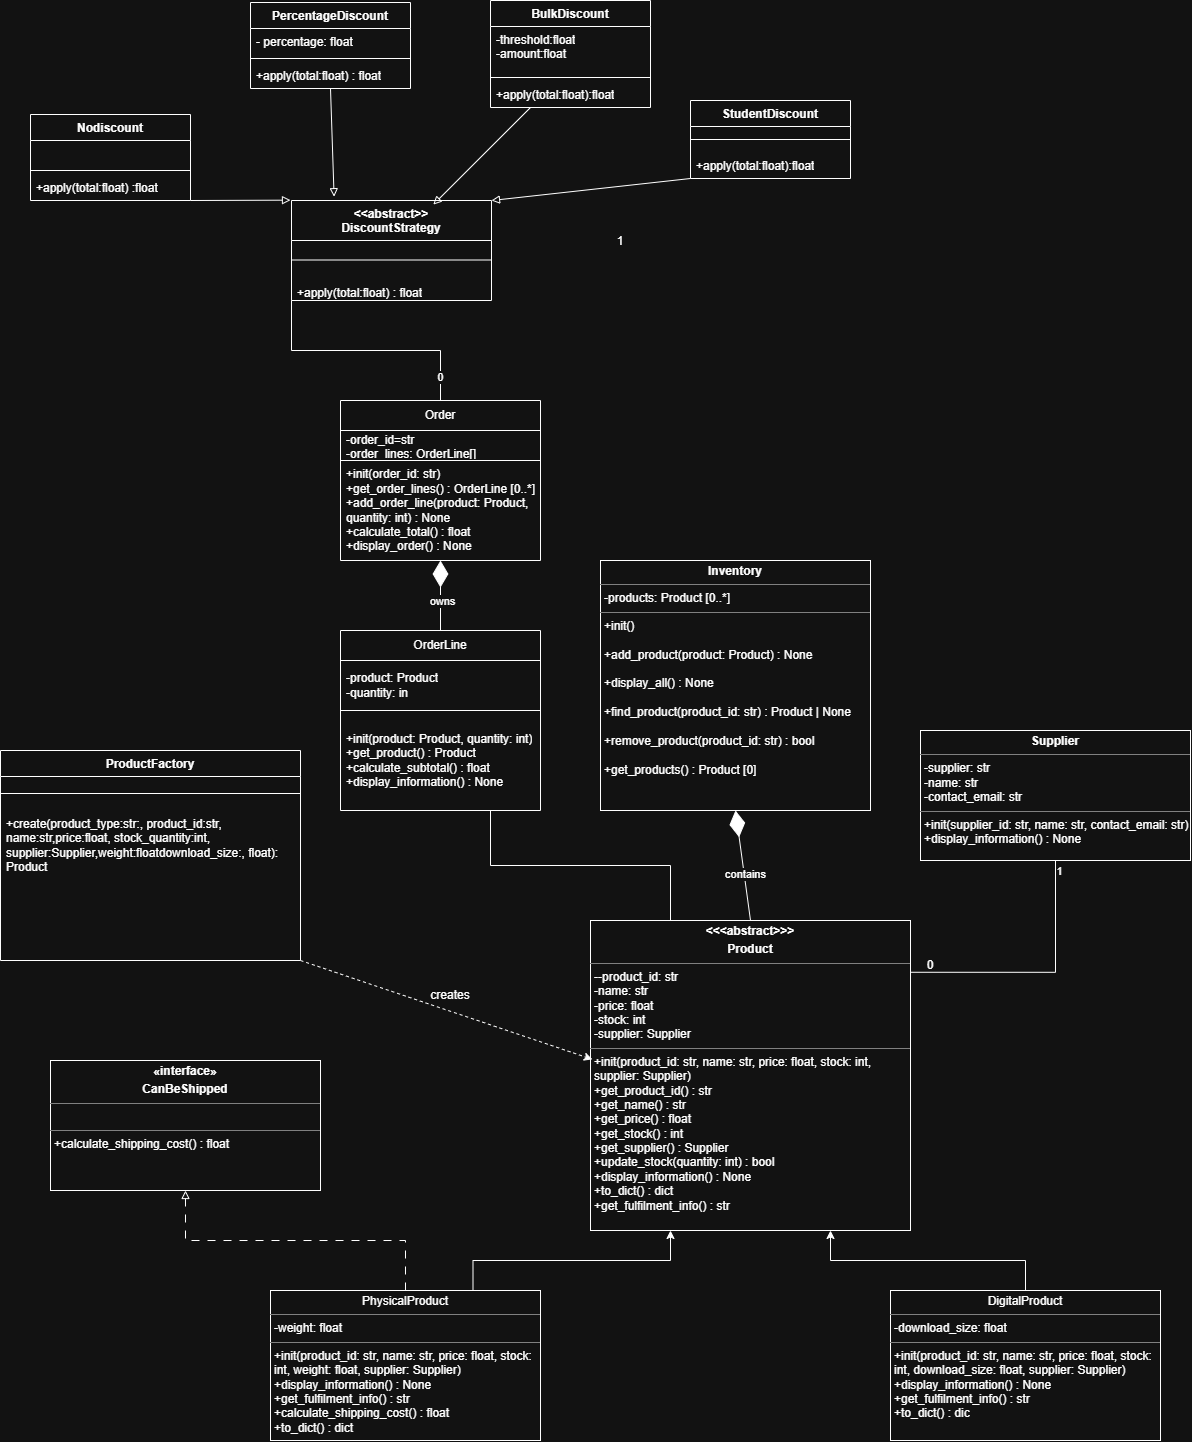 PercentageDiscount
- percentage: float
+apply(total:float) : float
BulkDiscount
-threshold:float
-amount:float
+apply(total:float):float
StudentDiscount
+apply(total:float):float
Nodiscount
+apply(total:float) :float
<<abstract>>
DiscountStrategy
+apply(total:float) : float
1
0
Order
-order_id=str
-order_lines: OrderLine[]
+init(order_id: str)
+get_order_lines() : OrderLine [0..*]
+add_order_line(product: Product,
quantity: int) : None
+calculate_total() : float
+display_order() : None
owns
OrderLine
-product: Product
-quantity: in
+init(product: Product, quantity: int)
+get_product() : Product
+calculate_subtotal() : float
+display_information() : None
Inventory
-products: Product [0..*]
+init()
+add_product(product: Product) : None
+display_all() : None
+find_product(product_id: str) : Product | None
+remove_product(product_id: str) : bool
+get_products() : Product [0]
contains
Supplier
-supplier: str
-name: str
-contact_email: str
+init(supplier_id: str, name: str, contact_email: str)
+display_information() : None
1
0
ProductFactory
+create(product_type:str:, product_id:str,
name:str,price:float, stock_quantity:int,
supplier:Supplier,weight:floatdownload_size:, float):
Product
creates
<<<abstract>>>
Product
--product_id: str
-name: str
-price: float
-stock: int
-supplier: Supplier
+init(product_id: str, name: str, price: float, stock: int,
supplier: Supplier)
+get_product_id() : str
+get_name() : str
+get_price() : float
+get_stock() : int
+get_supplier() : Supplier
+update_stock(quantity: int) : bool
+display_information() : None
+to_dict() : dict
+get_fulfilment_info() : str
«interface»
CanBeShipped
+calculate_shipping_cost() : float
PhysicalProduct
-weight: float
+init(product_id: str, name: str, price: float, stock:
int, weight: float, supplier: Supplier)
+display_information() : None
+get_fulfilment_info() : str
+calculate_shipping_cost() : float
+to_dict() : dict
DigitalProduct
-download_size: float
+init(product_id: str, name: str, price: float, stock:
int, download_size: float, supplier: Supplier)
+display_information() : None
+get_fulfilment_info() : str
+to_dict() : dic